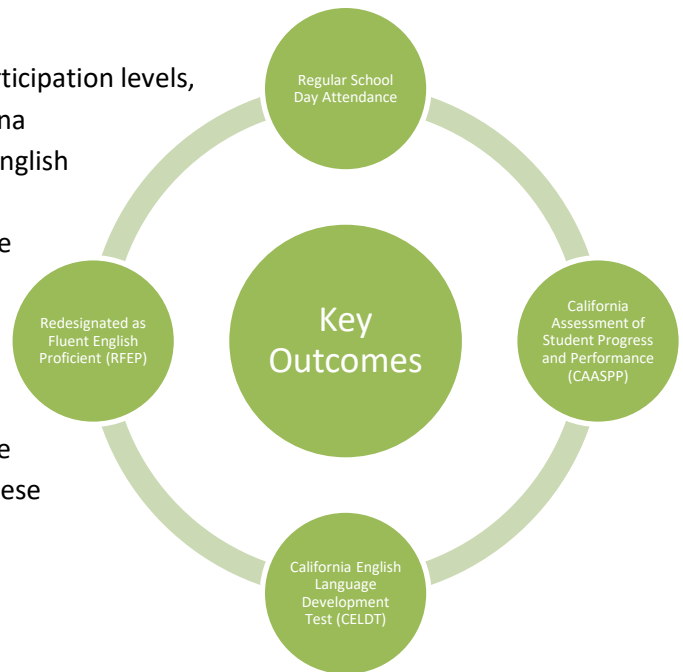 rticipation levels,
na
nglish
e
e
ese
Regular School
Day Attendance
Redesignated as
Fluent English
Proficient (RFEP)
Key
Outcomes
California
Assessment of
Student Progress
and Performance
(CAASPP)
California English
Language
Development
Test (CELDT)